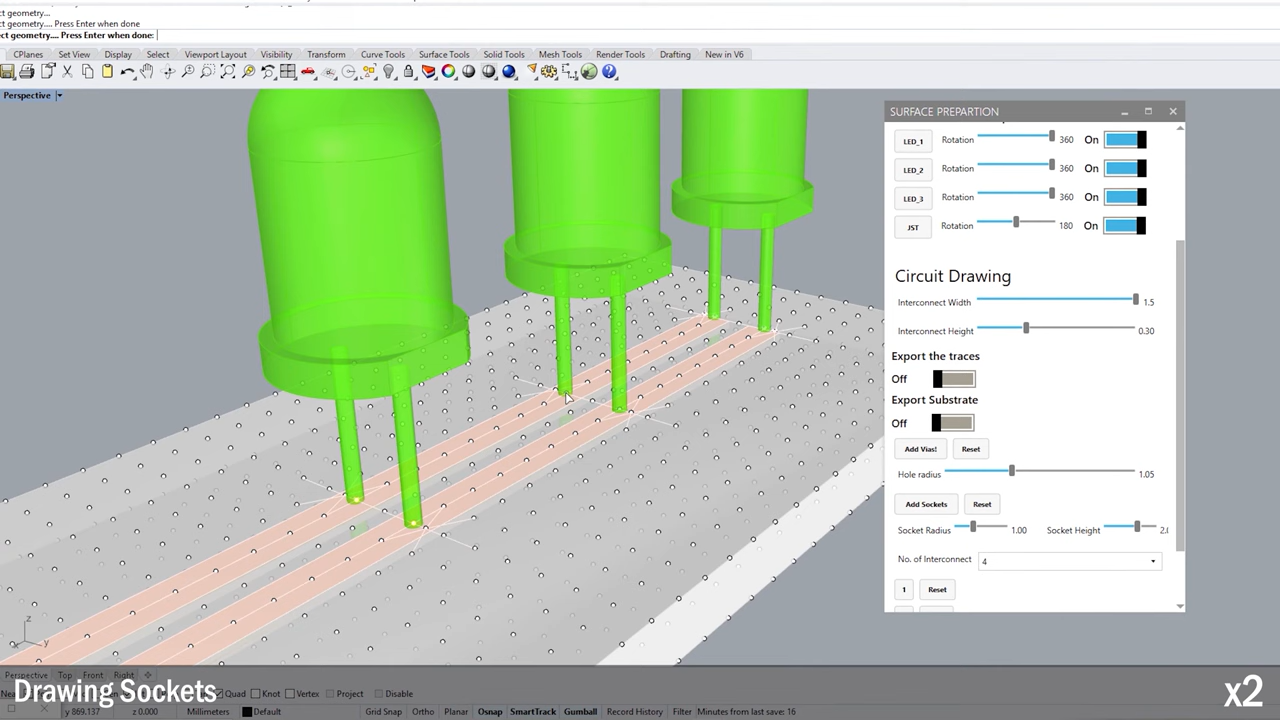 ct geometry...
ct geometry.... Press Enter when done
ect geometry.... Press Enter when done:
CPlanes Set View Display Select Viewport Layout Visibility Transform Curve Tools Surface Tools Solid Tools Mesh Tools Render Tools Drafting New in V6
Perspective
SURFACE PREPARTION
LED_1 Rotation 360 On
LED_2 Rotation 360 On
LED_3 Rotation 360 On
JST Rotation 180 On
Circuit Drawing
Interconnect Width 1.5
Interconnect Height 0.30
Export the traces
Off
Export Substrate
Off
Add Vias! Reset
Hole radius 1.05
Add Sockets Reset
Socket Radius 1.00 Socket Height 2.
No. of Interconnect 4
1 Reset
z
x y
Perspective Top Front Right
Quad Knot Vertex Project Disable
Drawing Sockets
x2
y 869.137 z 0.000 Millimeters Default Grid Snap Ortho Planar Osnap SmartTrack Gumball Record History Filter Minutes from last save: 16